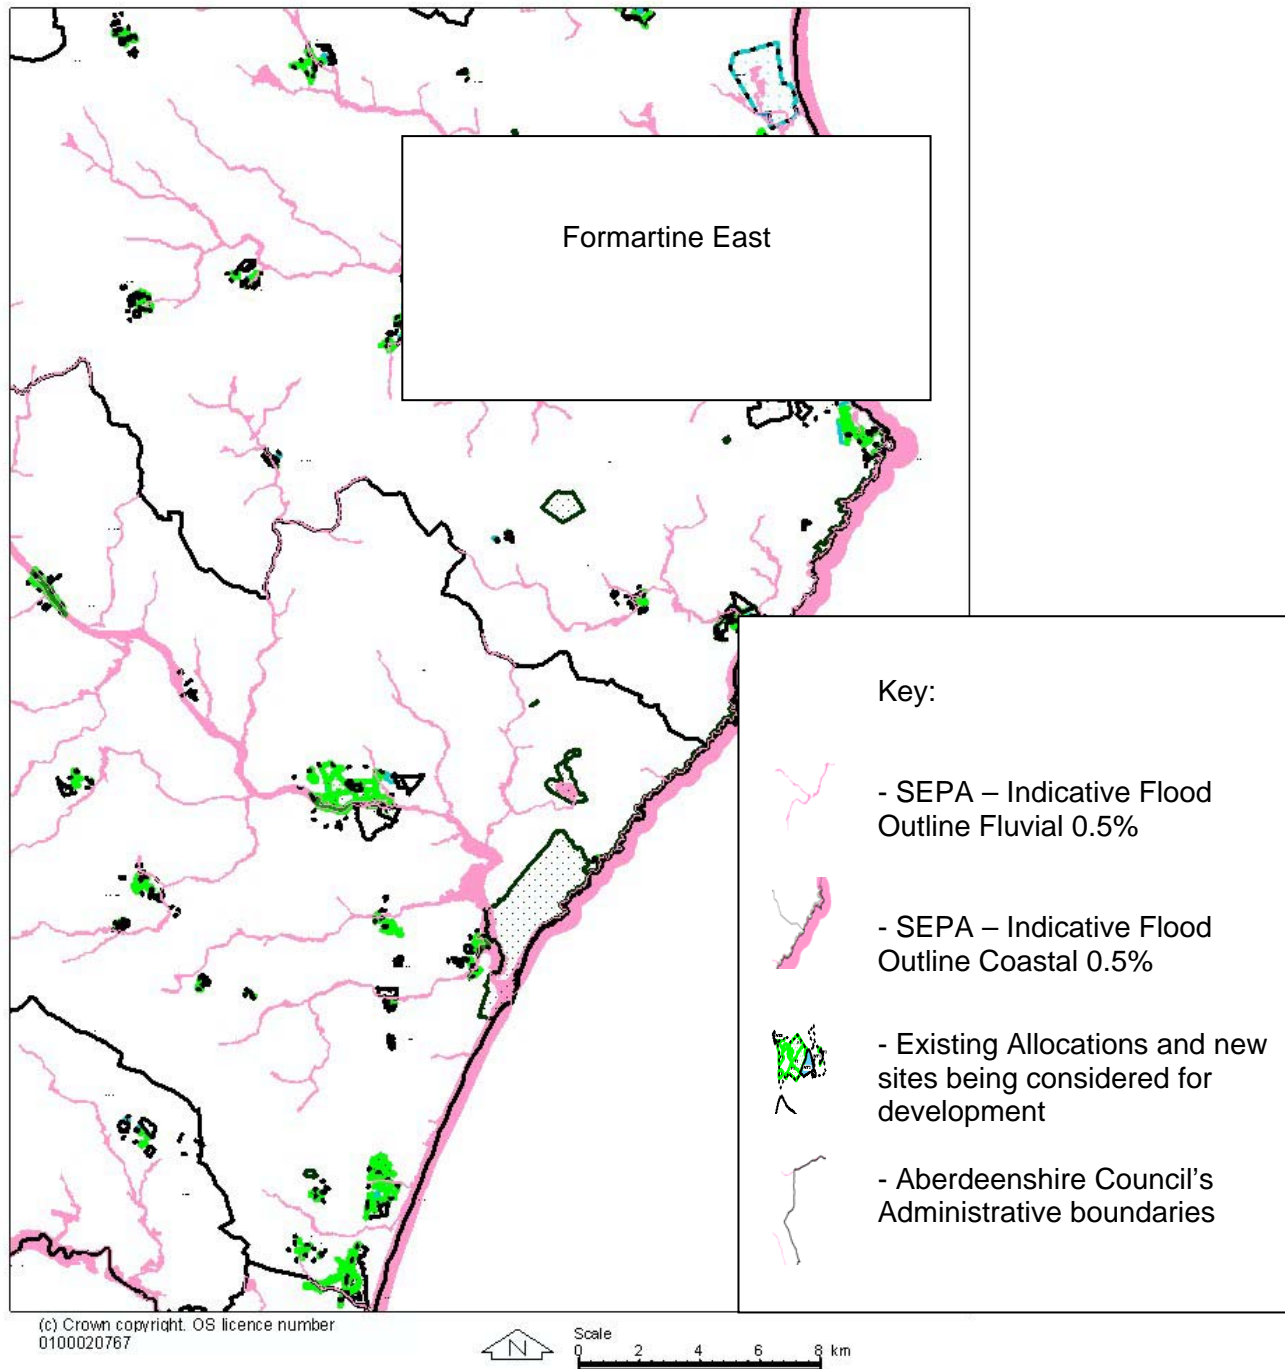 Formartine East
Key:
- SEPA – Indicative Flood
Outline Fluvial 0.5%
- SEPA – Indicative Flood
Outline Coastal 0.5%
- Existing Allocations and new
sites being considered for
development
- Aberdeenshire Council's
Administrative boundaries
(c) Crown copyright. OS licence number
0100020767
N
Scale
0 2 4 6 8 km